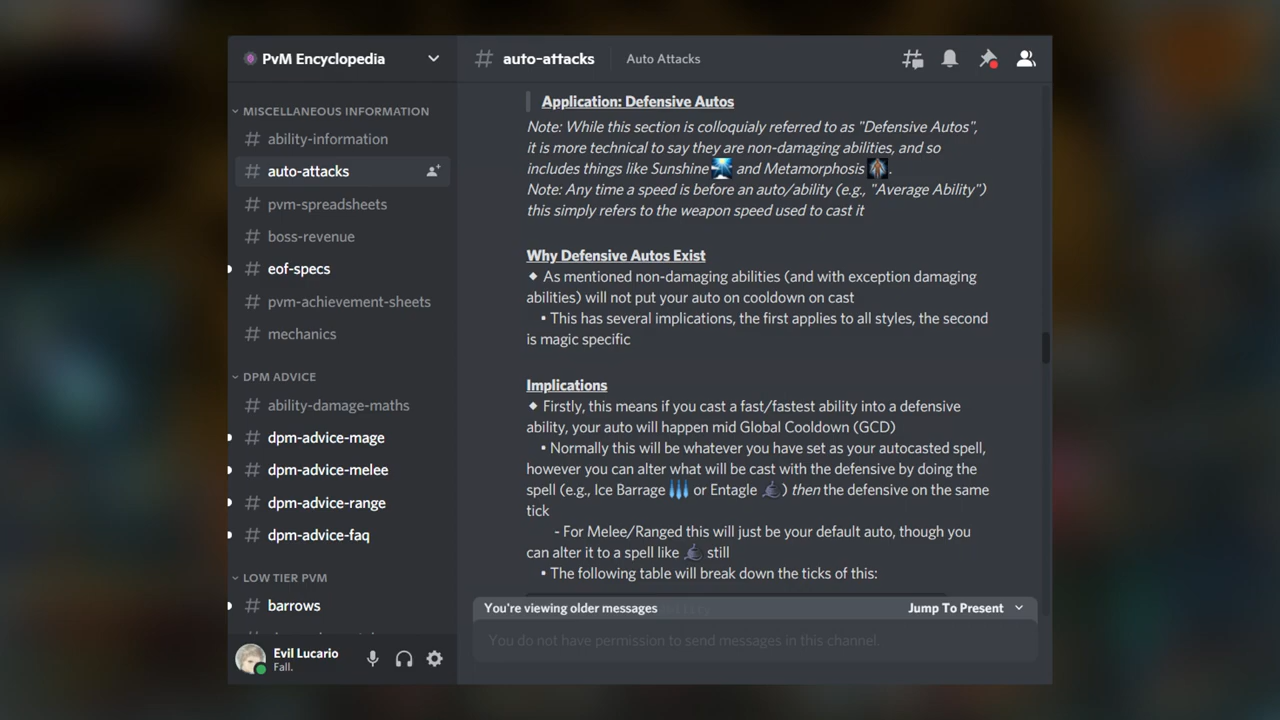 PvM Encyclopedia
MISCELLANEOUS INFORMATION
ability-information
auto-attacks
pvm-spreadsheets
boss-revenue
eof-specs
pvm-achievement-sheets
mechanics
DPM ADVICE
ability-damage-maths
dpm-advice-mage
dpm-advice-melee
dpm-advice-range
dpm-advice-faq
LOW TIER PVM
barrows
Evil Lucario
Fall.
# auto-attacks
Auto Attacks
Application: Defensive Autos
Note: While this section is colloquialy referred to as "Defensive Autos",
it is more technical to say they are non-damaging abilities, and so
includes things like Sunshine and Metamorphosis .
Note: Any time a speed is before an auto/ability (e.g., "Average Ability")
this simply refers to the weapon speed used to cast it
Why Defensive Autos Exist
◆ As mentioned non-damaging abilities (and with exception damaging
abilities) will not put your auto on cooldown on cast
▪ This has several implications, the first applies to all styles, the second
is magic specific
Implications
◆ Firstly, this means if you cast a fast/fastest ability into a defensive
ability, your auto will happen mid Global Cooldown (GCD)
▪ Normally this will be whatever you have set as your autocasted spell,
however you can alter what will be cast with the defensive by doing the
spell (e.g., Ice Barrage or Entagle ) then the defensive on the same
tick
- For Melee/Ranged this will just be your default auto, though you
can alter it to a spell like still
▪ The following table will break down the ticks of this:
You're viewing older messages
Jump To Present
You do not have permission to send messages in this channel.